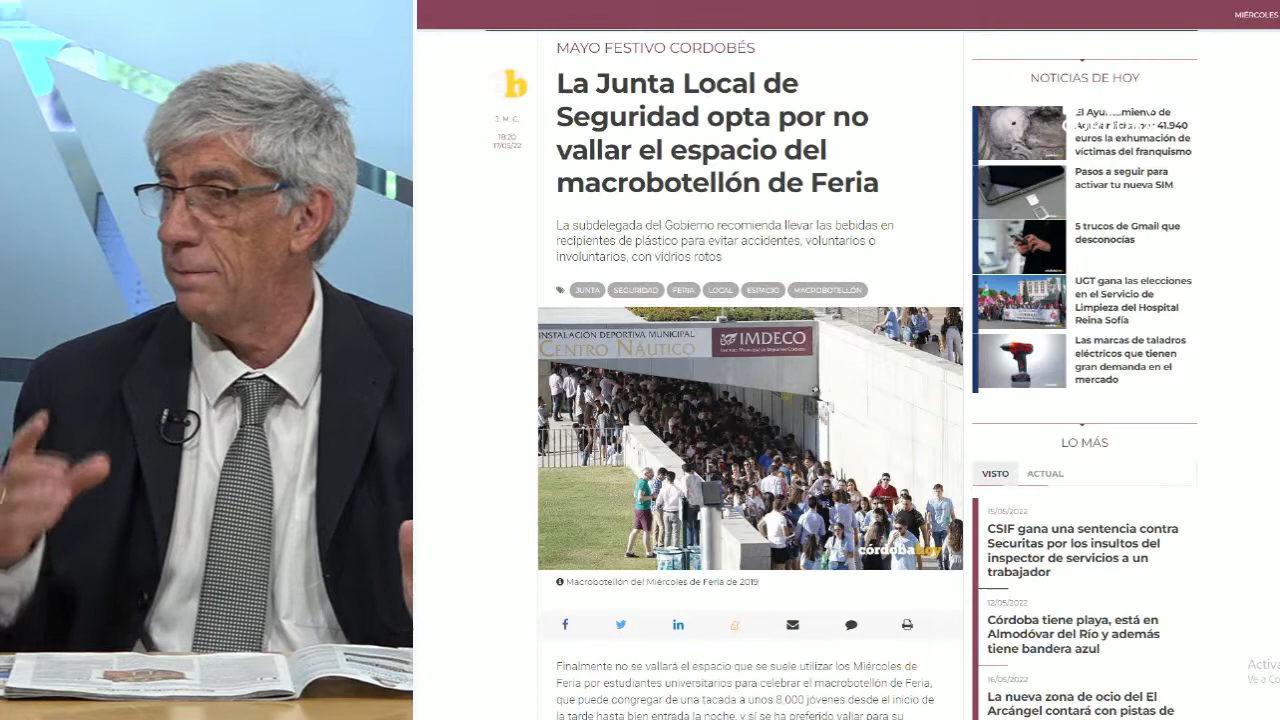 MIÉRCOLES
MAYO FESTIVO CORDOBÉS
b
La Junta Local de
Seguridad opta por no
vallar el espacio del
macrobotellón de Feria
J. M. C.
18:20
17/05/22
La subdelegada del Gobierno recomienda llevar las bebidas en
recipientes de plástico para evitar accidentes, voluntarios o
involuntarios, con vidrios rotos
JUNTA SEGURIDAD FERIA LOCAL ESPACIO MACROBOTELLÓN
INSTALACIÓN DEPORTIVA MUNICIPAL
CENTRO NÁUTICO
IMDECO
córdobahoy
Macrobotellón del Miércoles de Feria de 2019
Finalmente no se vallará el espacio que se suele utilizar los Miércoles de
Feria por estudiantes universitarios para celebrar el macrobotellón de Feria,
que puede congregar de una tacada a unos 8.000 jóvenes desde el inicio de
la tarde hasta bien entrada la noche, y sí se ha preferido vallar para su
NOTICIAS DE HOY
El
41.940
euros la exhumación de
víctimas del franquismo
Pasos a seguir para
activar tu nueva SIM
5 trucos de Gmail que
desconocías
UGT gana las elecciones
en el Servicio de
Limpieza del Hospital
Reina Sofía
Las marcas de taladros
eléctricos que tienen
gran demanda en el
mercado
LO MÁS
VISTO ACTUAL
15/05/2022
CSIF gana una sentencia contra
Securitas por los insultos del
inspector de servicios a un
trabajador
12/05/2022
Córdoba tiene playa, está en
Almodóvar del Río y además
tiene bandera azul
16/05/2022
La nueva zona de ocio del El
Arcángel contará con pistas de
Activa
Ve a Co